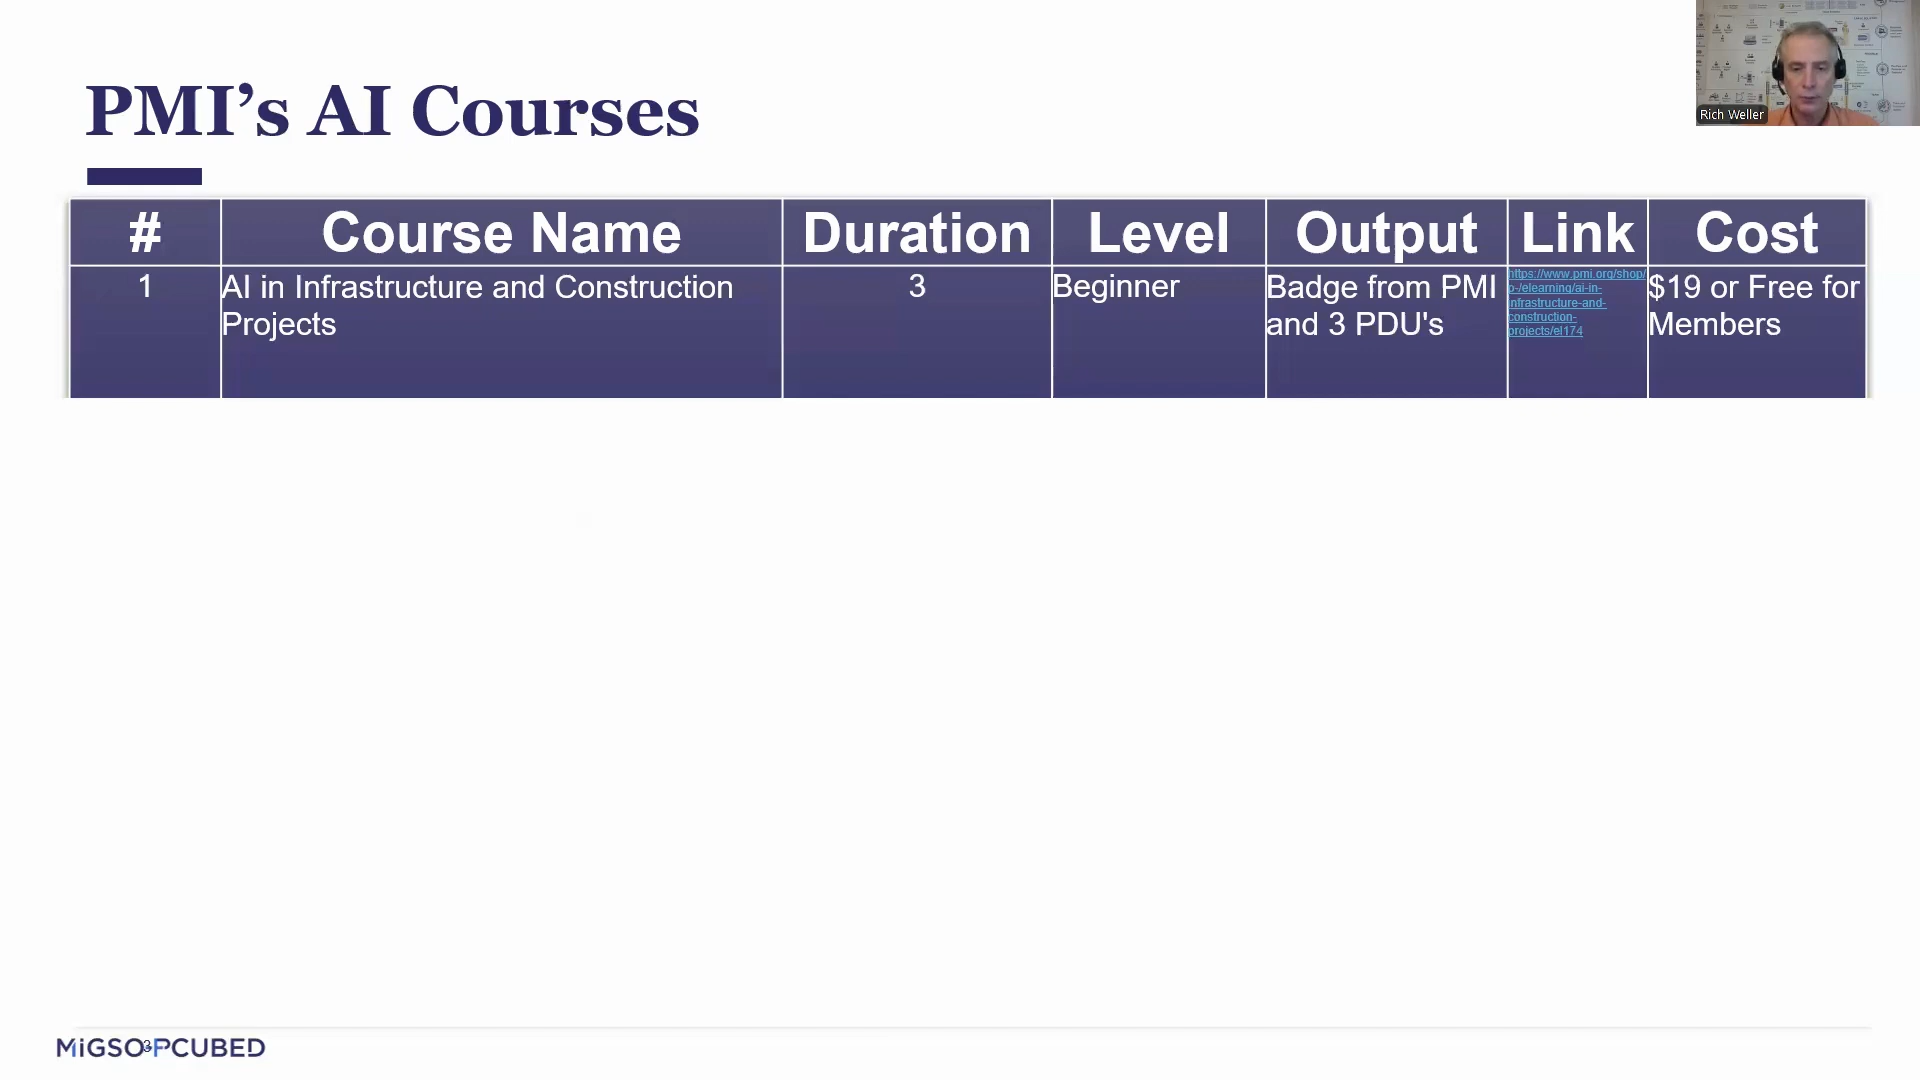 PMI’s AI Courses
Rich Weller
# Course Name Duration Level Output Link Cost
1
AI in Infrastructure and Construction
Projects
3
Beginner
Badge from PMI
and 3 PDU's
https://www.pmi.org/shop/
p-/elearning/ai-in-
infrastructure-and-
construction-
projects/el174
$19 or Free for
Members
MiGSO-PCUBED
3